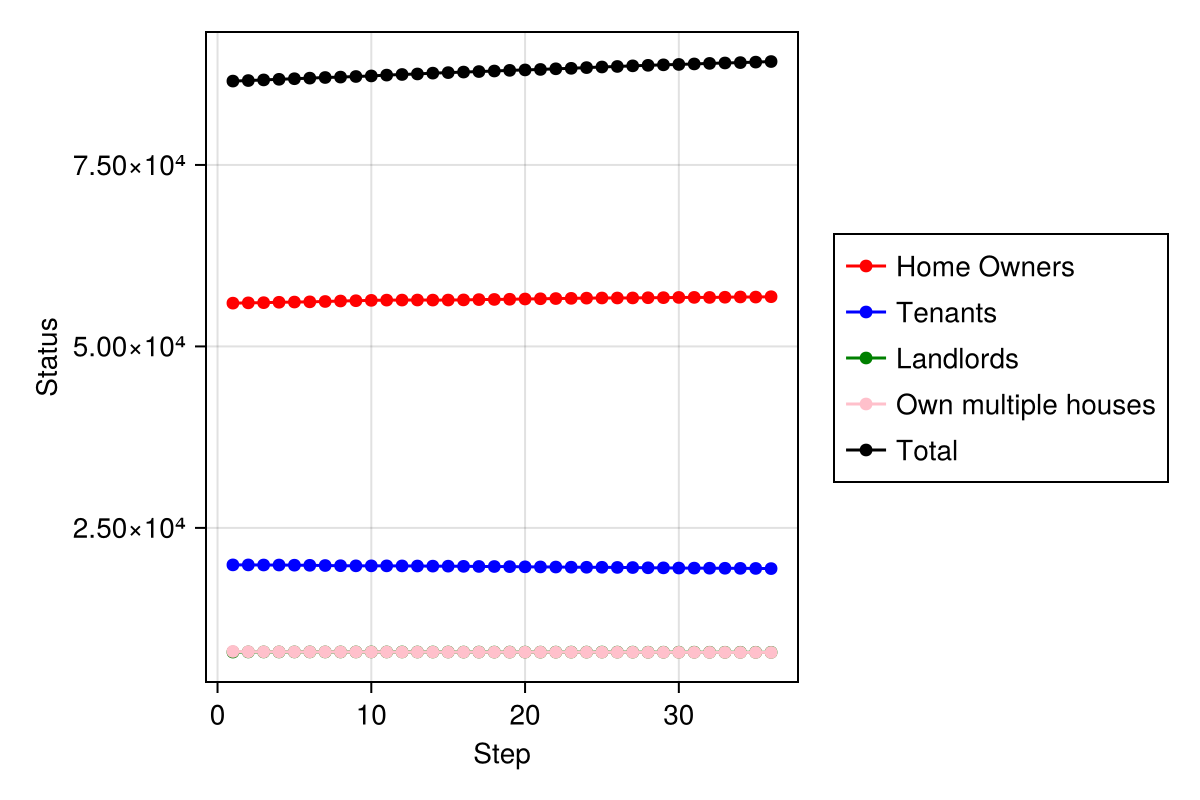 7.50×10⁴
5.00×10⁴
2.50×10⁴
Status
0 10 20 30
Step
Home Owners
Tenants
Landlords
Own multiple houses
Total